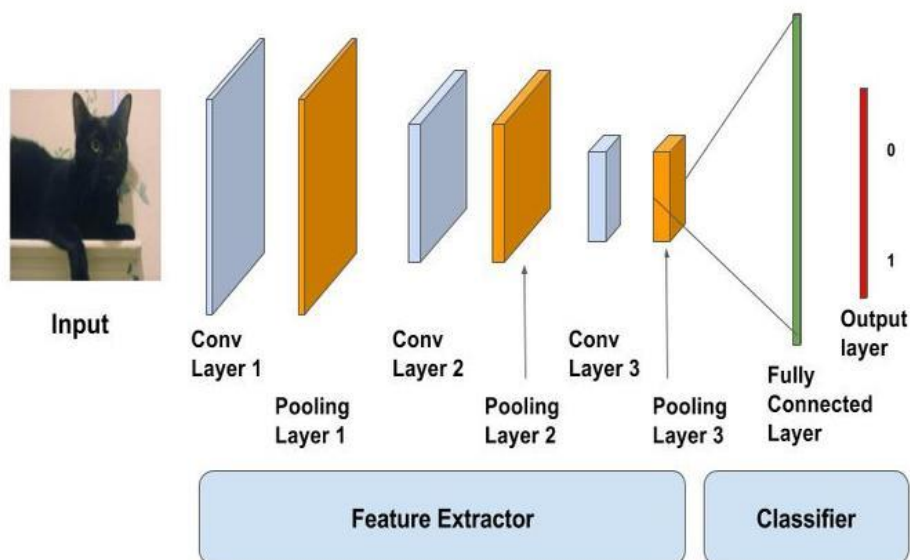 Input
Conv
Layer 1
Pooling
Layer 1
Conv
Layer 2
Pooling
Layer 2
Conv
Layer 3
Pooling
Layer 3
Fully
Connected
Layer
0
1
Output
layer
Feature Extractor
Classifier